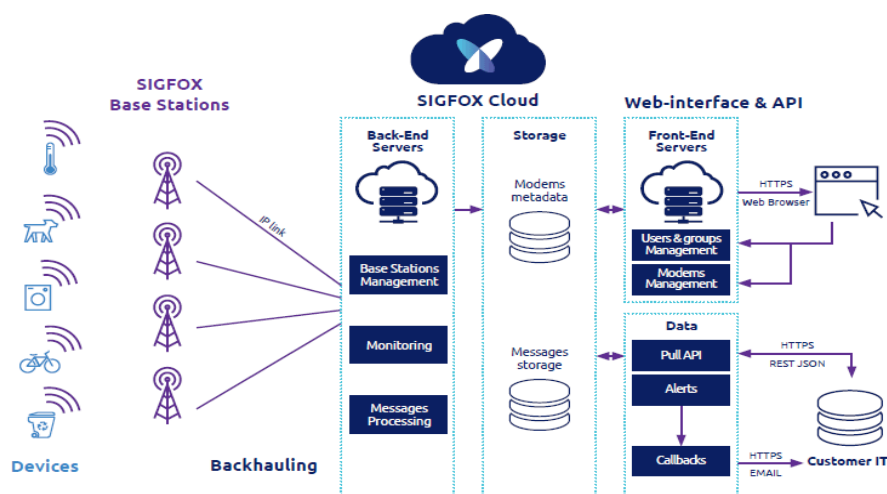 SIGFOX
Base Stations
SIGFOX Cloud
Web-interface & API
Back-End
Servers
Storage
Front-End
Servers
Modems
metadata
HTTPS
Web Browser
IP link
Users & groups
Management
Base Stations
Management
Modems
Management
Data
Monitoring
Messages
storage
Pull API
HTTPS
REST JSON
Alerts
Messages
Processing
Callbacks
HTTPS
EMAIL
Customer IT
Devices
Backhauling